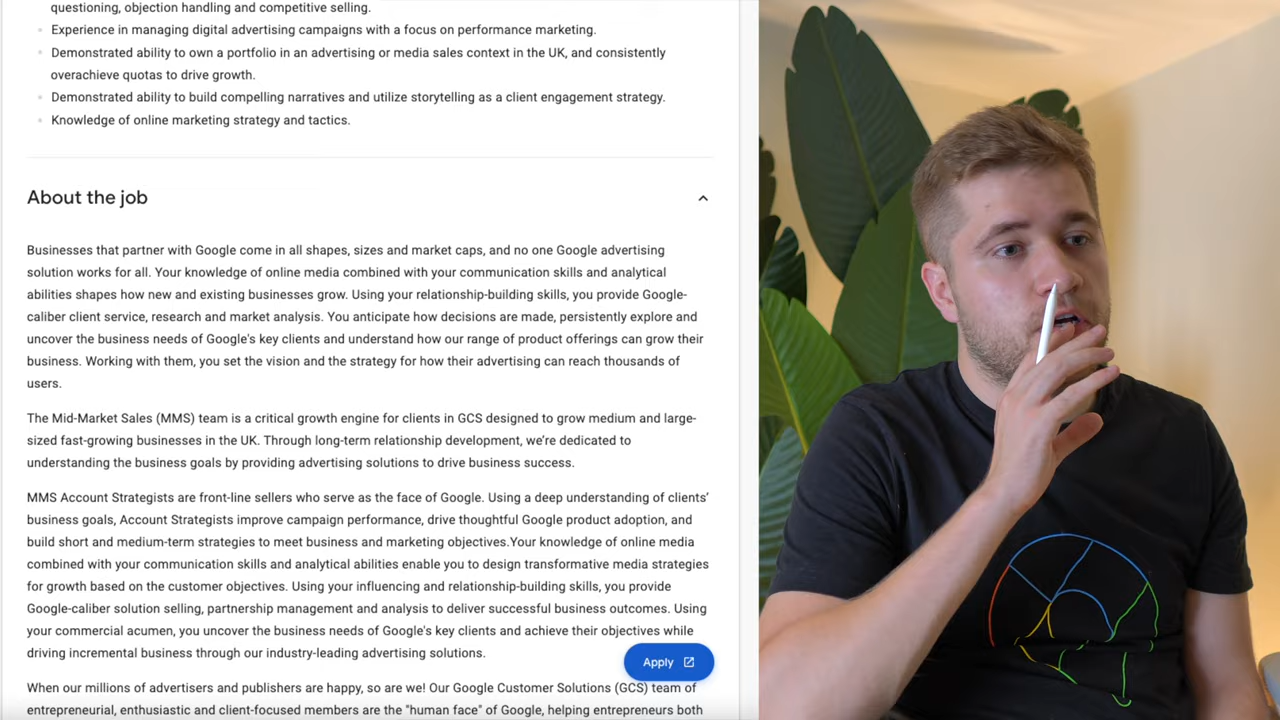 questioning, objection handling and competitive selling.
Experience in managing digital advertising campaigns with a focus on performance marketing.
Demonstrated ability to own a portfolio in an advertising or media sales context in the UK, and consistently
overachieve quotas to drive growth.
Demonstrated ability to build compelling narratives and utilize storytelling as a client engagement strategy.
Knowledge of online marketing strategy and tactics.
About the job
Businesses that partner with Google come in all shapes, sizes and market caps, and no one Google advertising
solution works for all. Your knowledge of online media combined with your communication skills and analytical
abilities shapes how new and existing businesses grow. Using your relationship-building skills, you provide Google-
caliber client service, research and market analysis. You anticipate how decisions are made, persistently explore and
uncover the business needs of Google's key clients and understand how our range of product offerings can grow their
business. Working with them, you set the vision and the strategy for how their advertising can reach thousands of
users.
The Mid-Market Sales (MMS) team is a critical growth engine for clients in GCS designed to grow medium and large-
sized fast-growing businesses in the UK. Through long-term relationship development, we’re dedicated to
understanding the business goals by providing advertising solutions to drive business success.
MMS Account Strategists are front-line sellers who serve as the face of Google. Using a deep understanding of clients’
business goals, Account Strategists improve campaign performance, drive thoughtful Google product adoption, and
build short and medium-term strategies to meet business and marketing objectives.Your knowledge of online media
combined with your communication skills and analytical abilities enable you to design transformative media strategies
for growth based on the customer objectives. Using your influencing and relationship-building skills, you provide
Google-caliber solution selling, partnership management and analysis to deliver successful business outcomes. Using
your commercial acumen, you uncover the business needs of Google's key clients and achieve their objectives while
driving incremental business through our industry-leading advertising solutions.
Apply
When our millions of advertisers and publishers are happy, so are we! Our Google Customer Solutions (GCS) team of
entrepreneurial, enthusiastic and client-focused members are the "human face" of Google, helping entrepreneurs both